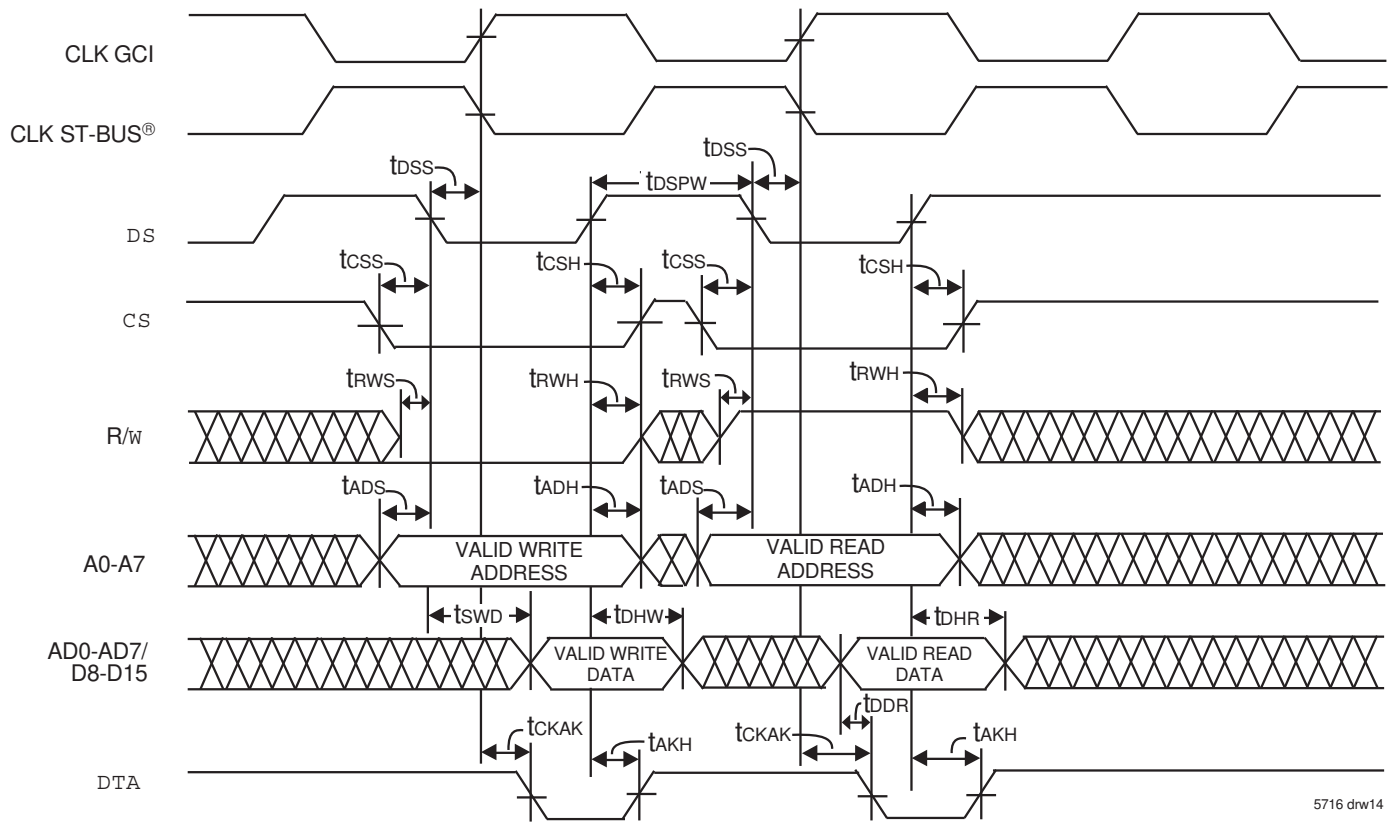 CLK GCI
CLK ST-BUS®
tDSS
tDSS
tDSPW
DS
tCSS
tCSH
tCSS
tCSH
CS
tRWS
tRWH
tRWS
tRWH
R/W
tADS
tADH
tADS
tADH
A0-A7
VALID WRITE
ADDRESS
VALID READ
ADDRESS
tSWD
tDHW
tDHR
AD0-AD7/
D8-D15
VALID WRITE
DATA
VALID READ
DATA
tDDR
tCKAK
tAKH
tCKAK
tAKH
DTA
5716 drw14